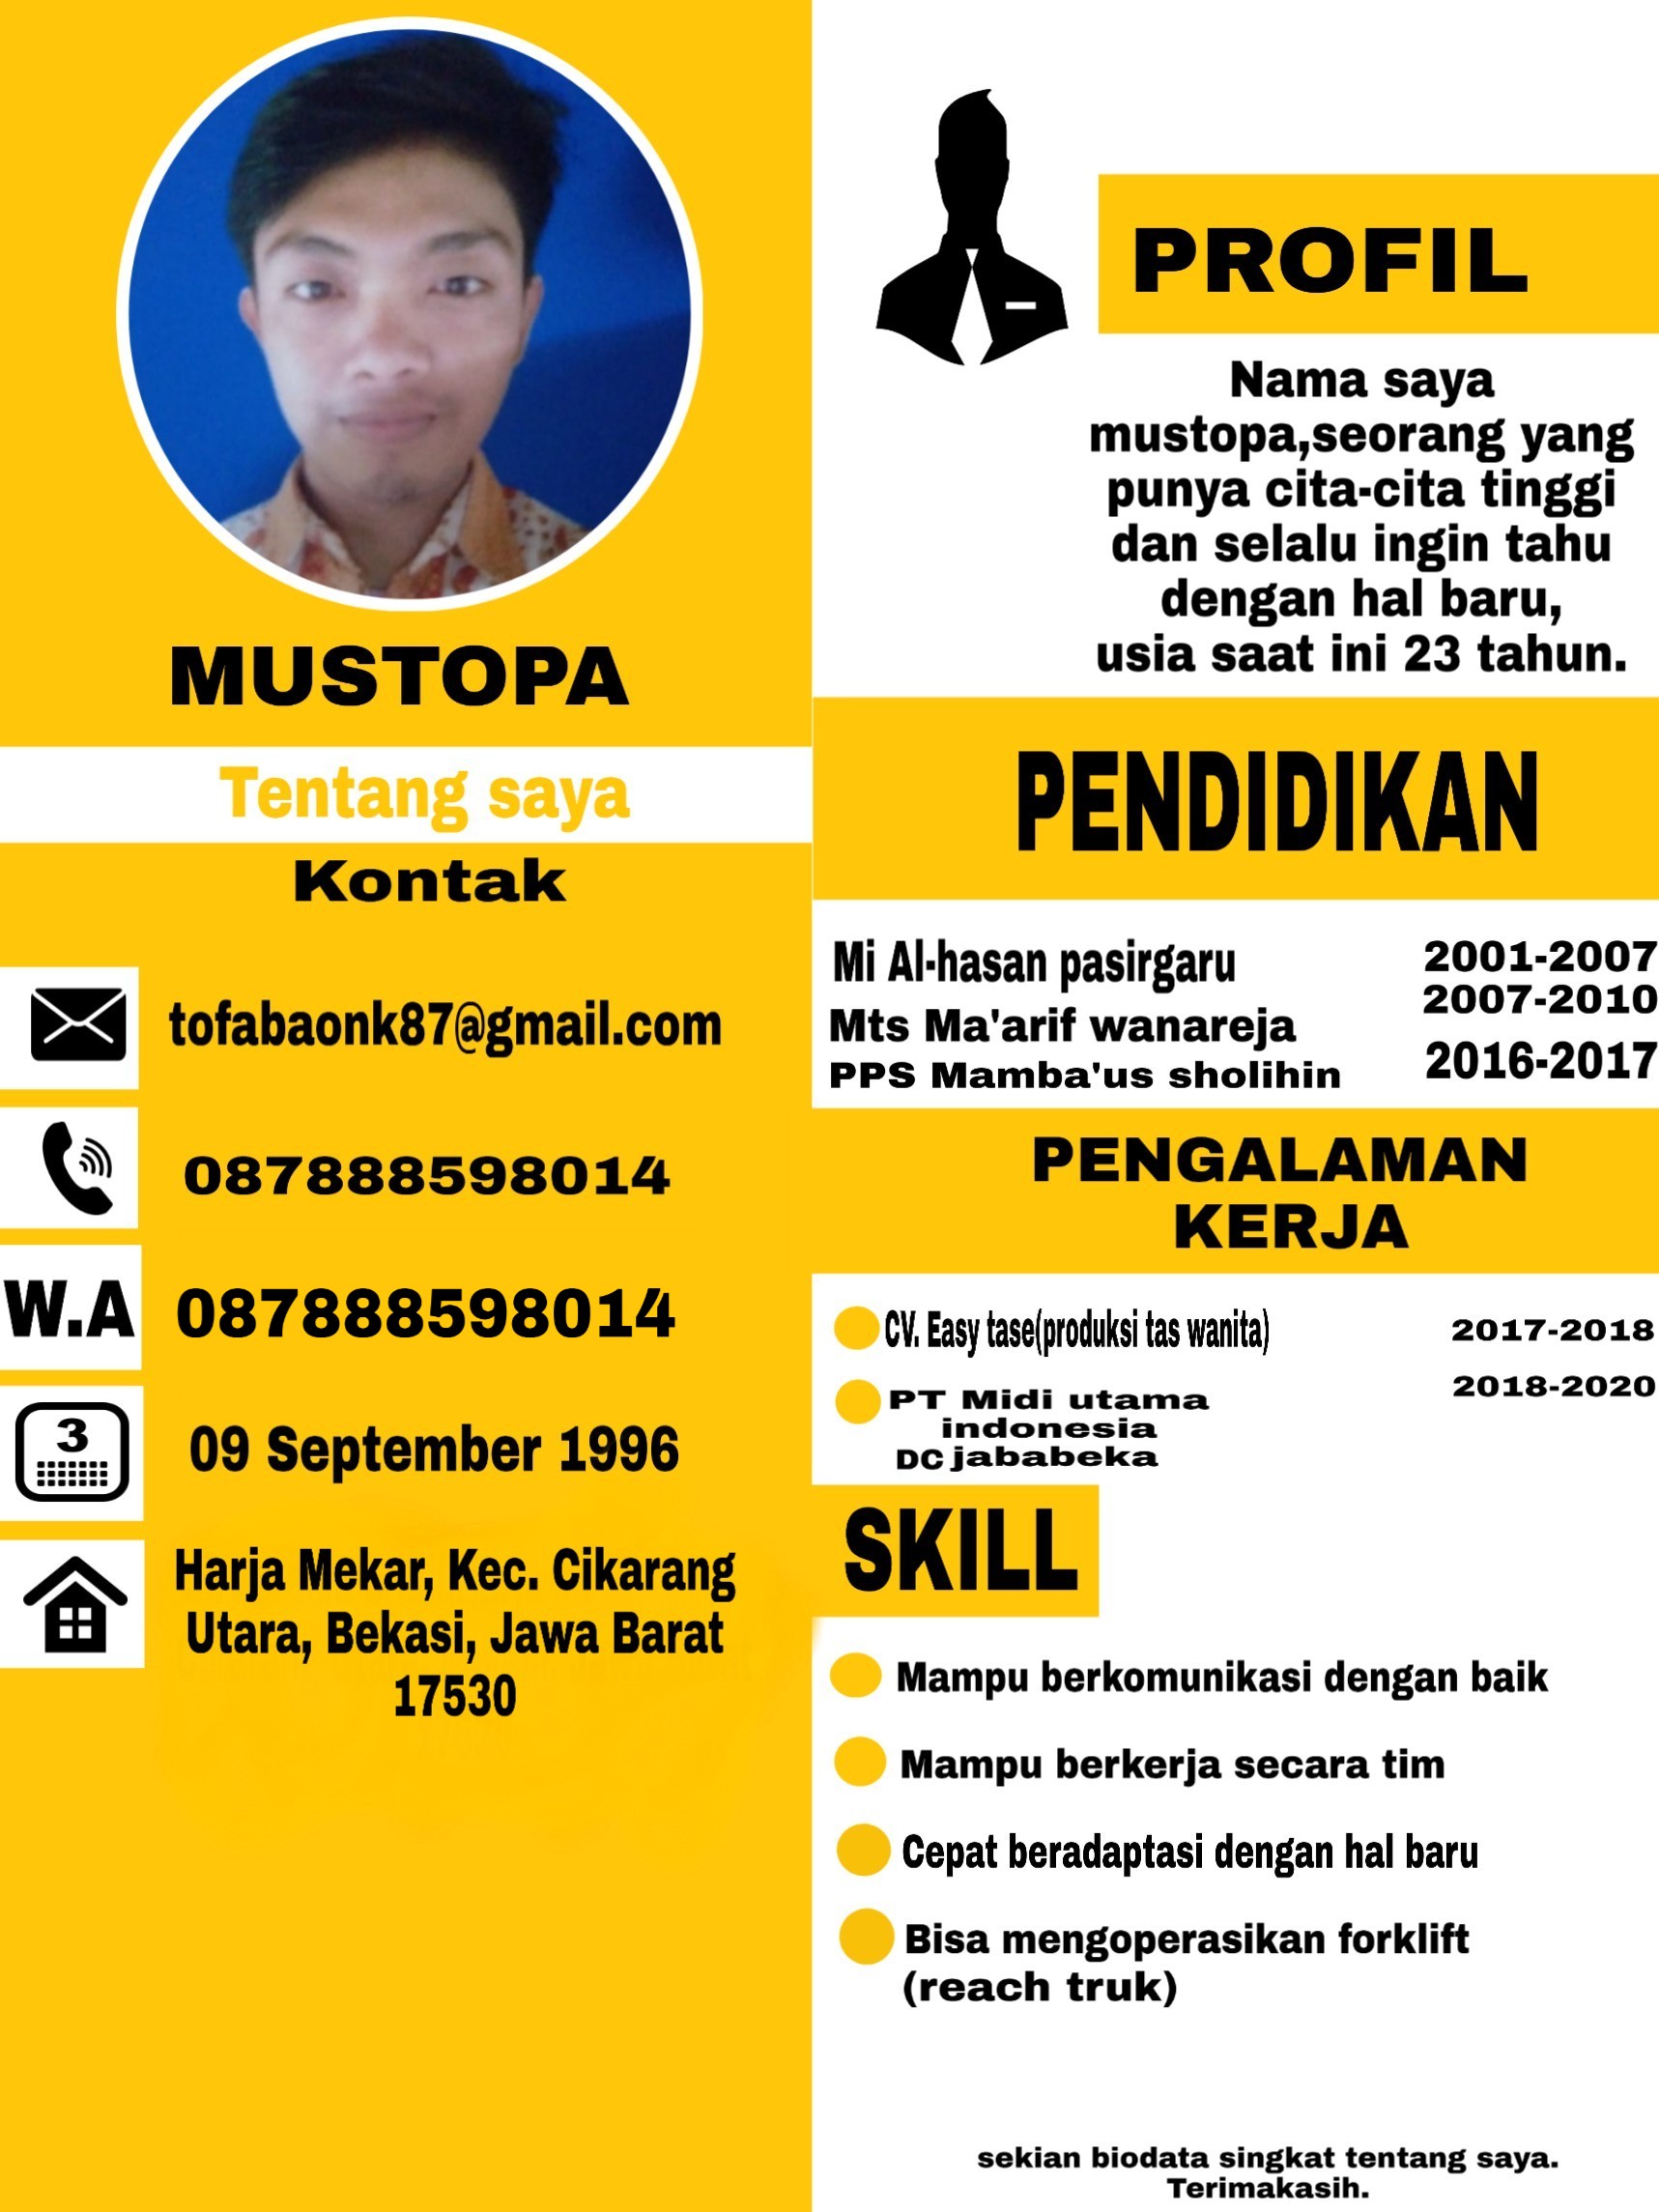 MUSTOPA
Tentang saya
Kontak
tofabaonk87@gmail.com
087888598014
W.A 087888598014
3
09 September 1996
Harja Mekar, Kec. Cikarang
Utara, Bekasi, Jawa Barat
17530
PROFIL
Nama saya
mustopa,seorang yang
punya cita-cita tinggi
dan selalu ingin tahu
dengan hal baru,
usia saat ini 23 tahun.
PENDIDIKAN
Mi Al-hasan pasirgaru 2001-2007
Mts Ma'arif wanareja 2007-2010
PPS Mamba'us sholihin 2016-2017
PENGALAMAN
KERJA
CV. Easy tase(produksi tas wanita) 2017-2018
PT Midi utama 2018-2020
indonesia
DC jababeka
SKILL
Mampu berkomunikasi dengan baik
Mampu berkerja secara tim
Cepat beradaptasi dengan hal baru
Bisa mengoperasikan forklift
(reach truk)
sekian biodata singkat tentang saya.
Terimakasih.